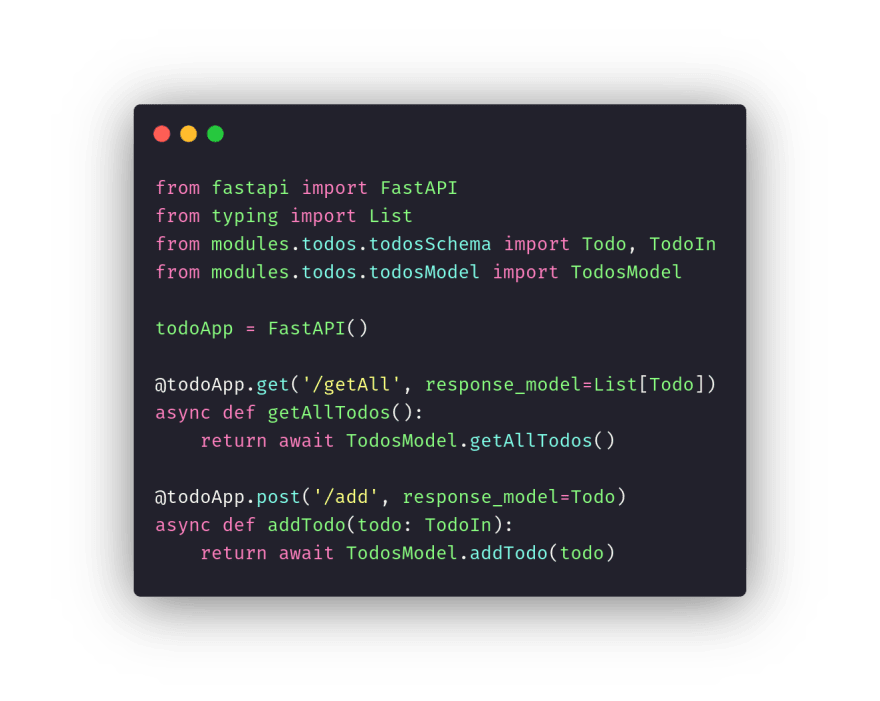 from fastapi import FastAPI
from typing import List
from modules.todos.todosSchema import Todo, TodoIn
from modules.todos.todosModel import TodosModel

todoApp = FastAPI()

@todoApp.get('/getAll', response_model=List[Todo])
async def getAllTodos():
    return await TodosModel.getAllTodos()

@todoApp.post('/add', response_model=Todo)
async def addTodo(todo: TodoIn):
    return await TodosModel.addTodo(todo)